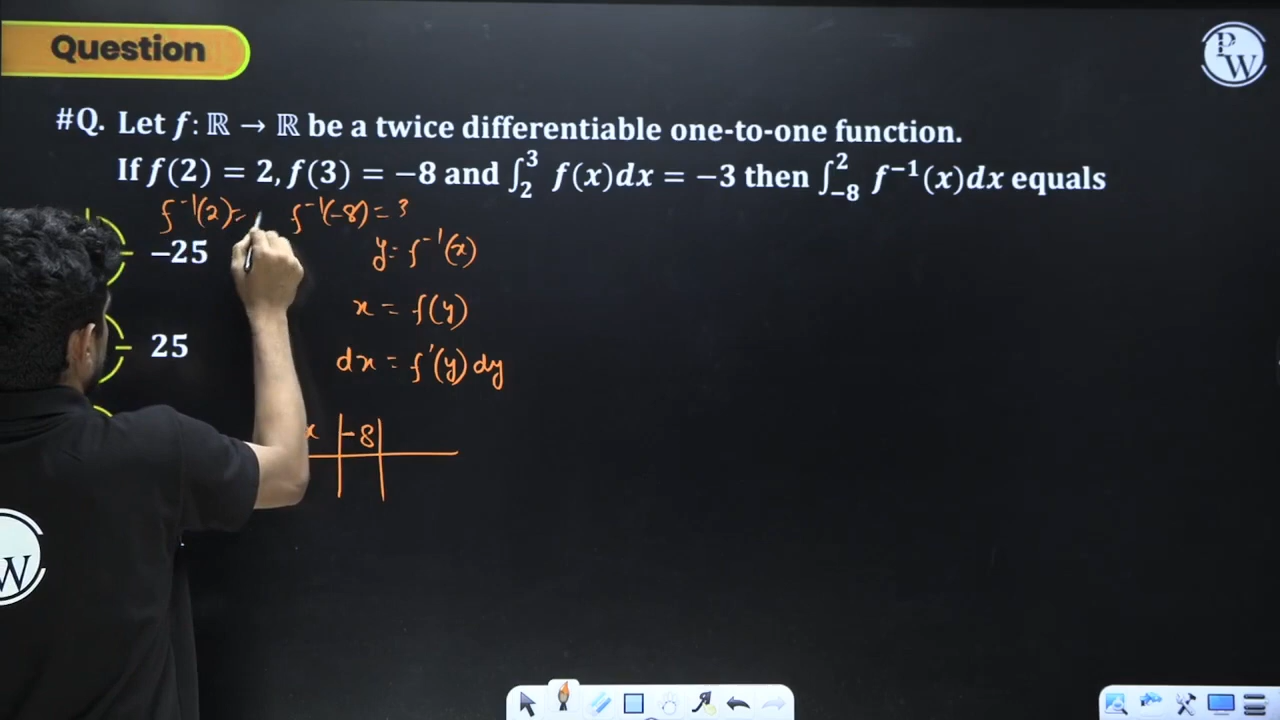 Question
PW
#Q. Let f: ℝ → ℝ be a twice differentiable one-to-one function.
If f(2) = 2, f(3) = −8 and ∫₂³ f(x)dx = −3 then ∫₋₈² f⁻¹(x)dx equals
f⁻¹(2)= f⁻¹(-8) = 3
−25
y = f⁻¹(x)
x = f(y)
25
dx = f'(y) dy
x -8
W